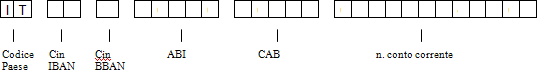 I T
Codice Paese
Cin IBAN
Cin BBAN
ABI
CAB
n. conto corrente